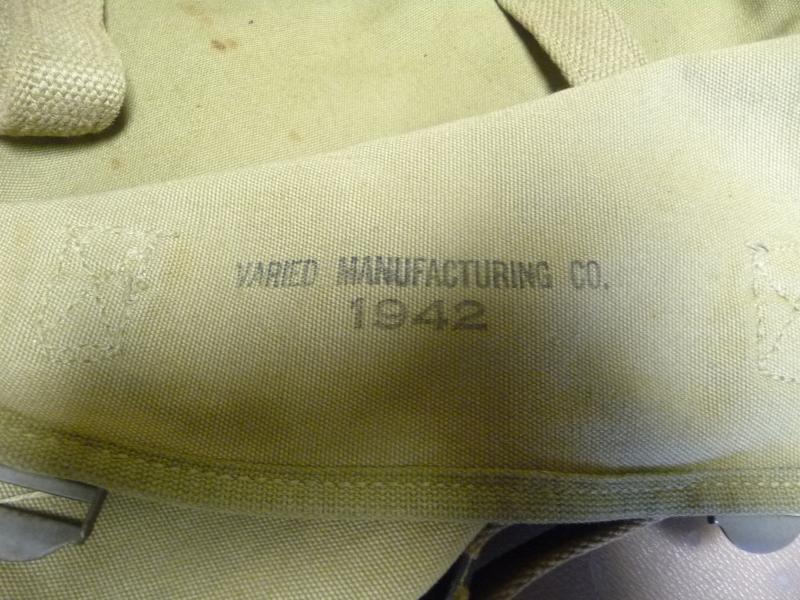 VARIED MANUFACTURING CO.
1942